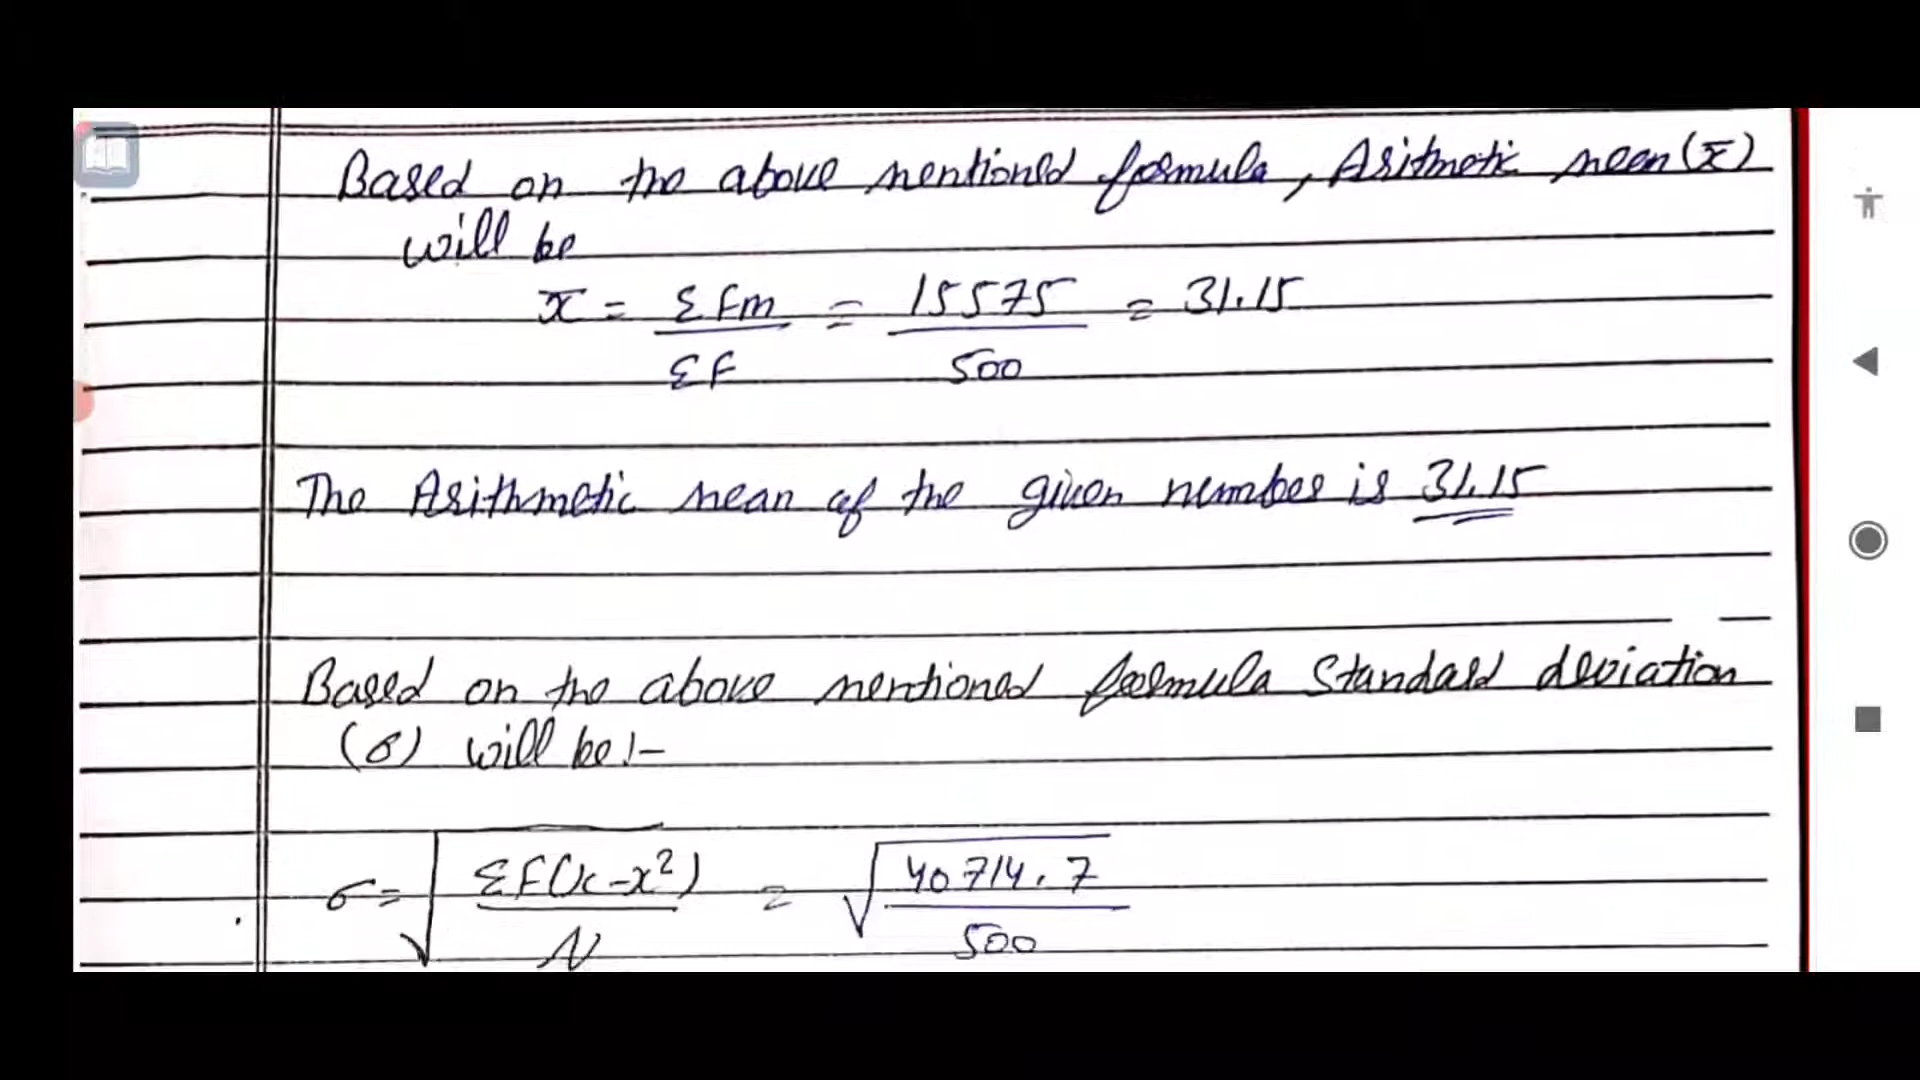 Based on the above mentioned formula, Arithmetic mean (x̄)
will be
x̄ = ΣFm / ΣF = 15575 / 500 = 31.15
The Arithmetic mean of the given number is 31.15
Based on the above mentioned formula Standard deviation
(σ) will be:-
σ = √(ΣF(x-x²) / N) = √(40714.7 / 500)